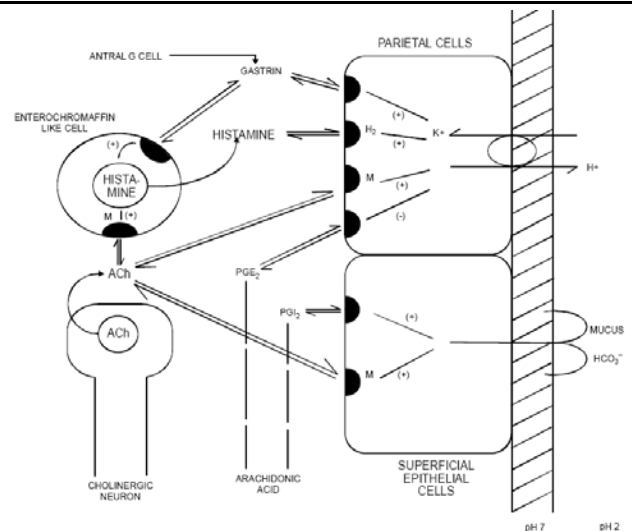 PARIETAL CELLS
ANTRAL G CELL
GASTRIN
ENTEROCHROMAFFIN
LIKE CELL
(+)
HISTAMINE
H2
(+)
(+)
K+
H+
HISTA-
MINE
M
(+)
M
(+)
(-)
ACh
PGE2
PGI2
(+)
ACh
MUCUS
HCO3−
M
(+)
CHOLINERGIC
NEURON
ARACHIDONIC
ACID
SUPERFICIAL
EPITHELIAL
CELLS
pH 7
pH 2